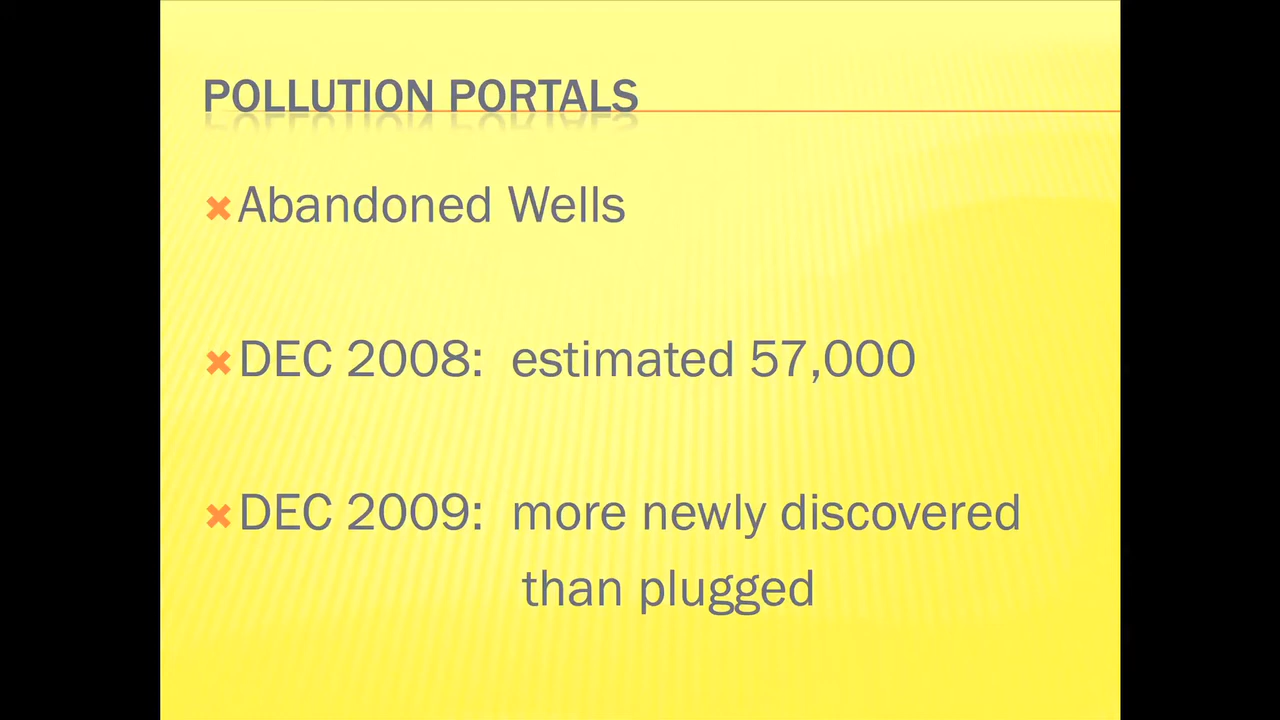 POLLUTION PORTALS
Abandoned Wells
DEC 2008: estimated 57,000
DEC 2009: more newly discovered
than plugged